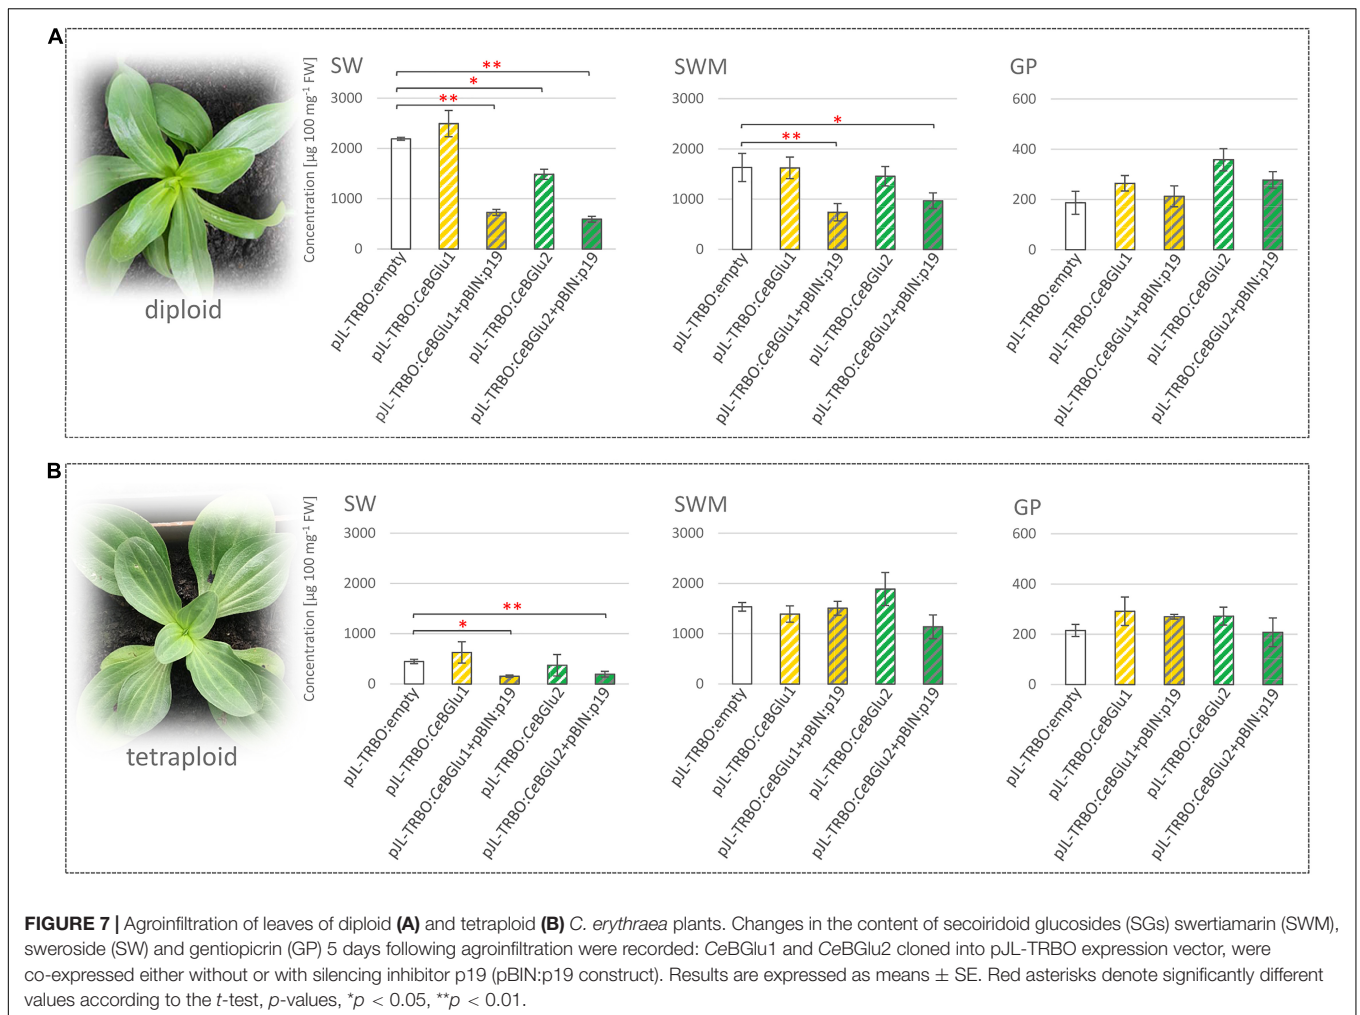 A
SW
SWM
GP
Concentration [µg 100 mg⁻¹ FW]
**
*
**
3000
2000
1000
0
pJL-TRBO:empty
pJL-TRBO:CeBGlu1
pJL-TRBO:CeBGlu1+pBIN:p19
pJL-TRBO:CeBGlu2
pJL-TRBO:CeBGlu2+pBIN:p19
*
**
3000
2000
1000
0
pJL-TRBO:empty
pJL-TRBO:CeBGlu1
pJL-TRBO:CeBGlu1+pBIN:p19
pJL-TRBO:CeBGlu2
pJL-TRBO:CeBGlu2+pBIN:p19
600
400
200
0
pJL-TRBO:empty
pJL-TRBO:CeBGlu1
pJL-TRBO:CeBGlu1+pBIN:p19
pJL-TRBO:CeBGlu2
pJL-TRBO:CeBGlu2+pBIN:p19
diploid
B
SW
SWM
GP
Concentration [µg 100 mg⁻¹ FW]
**
*
3000
2000
1000
0
pJL-TRBO:empty
pJL-TRBO:CeBGlu1
pJL-TRBO:CeBGlu1+pBIN:p19
pJL-TRBO:CeBGlu2
pJL-TRBO:CeBGlu2+pBIN:p19
3000
2000
1000
0
pJL-TRBO:empty
pJL-TRBO:CeBGlu1
pJL-TRBO:CeBGlu1+pBIN:p19
pJL-TRBO:CeBGlu2
pJL-TRBO:CeBGlu2+pBIN:p19
600
400
200
0
pJL-TRBO:empty
pJL-TRBO:CeBGlu1
pJL-TRBO:CeBGlu1+pBIN:p19
pJL-TRBO:CeBGlu2
pJL-TRBO:CeBGlu2+pBIN:p19
tetraploid
FIGURE 7 | Agroinfiltration of leaves of diploid (A) and tetraploid (B) C. erythraea plants. Changes in the content of secoiridoid glucosides (SGs) swertiamarin (SWM),
sweroside (SW) and gentiopicrin (GP) 5 days following agroinfiltration were recorded: CeBGlu1 and CeBGlu2 cloned into pJL-TRBO expression vector, were
co-expressed either without or with silencing inhibitor p19 (pBIN:p19 construct). Results are expressed as means ± SE. Red asterisks denote significantly different
values according to the t-test, p-values, *p < 0.05, **p < 0.01.